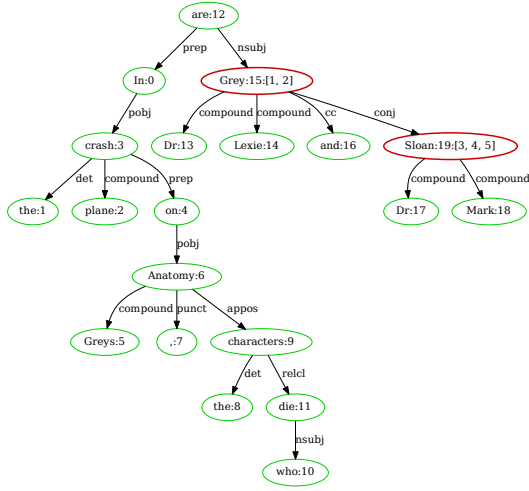 are:12
prep
nsubj
In:0
Grey:15:[1, 2]
pobj
compound
compound
cc
conj
crash:3
Dr:13
Lexie:14
and:16
Sloan:19:[3, 4, 5]
det
compound
prep
compound
compound
the:1
plane:2
on:4
Dr:17
Mark:18
pobj
Anatomy:6
compound
punct
appos
Greys:5
,:7
characters:9
det
relcl
the:8
die:11
nsubj
who:10